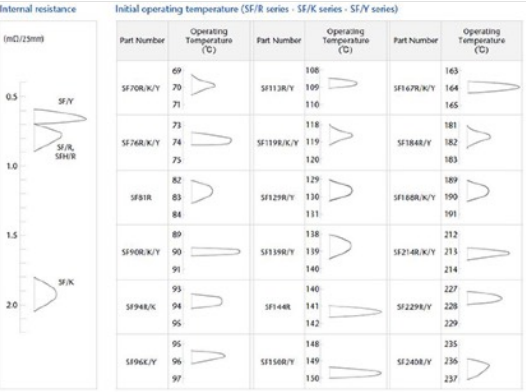 Internal resistance
(mΩ/25mm)
0.5
SF/Y
SF/R,
SFH/R
1.0
1.5
SF/K
2.0
Initial operating temperature (SF/R series - SF/K series - SF/Y series)
Part Number Operating Temperature (℃) Part Number Operating Temperature (℃) Part Number Operating Temperature (℃)
SF70R/K/Y 69 70 71 SF113R/Y 108 109 110 SF167R/K/Y 163 164 165
SF76R/K/Y 73 74 75 SF119R/K/Y 118 119 120 SF184R/Y 181 182 183
SF81R 82 83 84 SF129R/Y 129 130 131 SF188R/K/Y 189 190 191
SF90R/K/Y 89 90 91 SF139R/Y 138 139 140 SF214R/K/Y 212 213 214
SF94R/K 93 94 95 SF144R 140 141 142 SF229R/Y 227 228 229
SF96K/Y 95 96 97 SF150R/Y 148 149 150 SF240R/Y 235 236 237